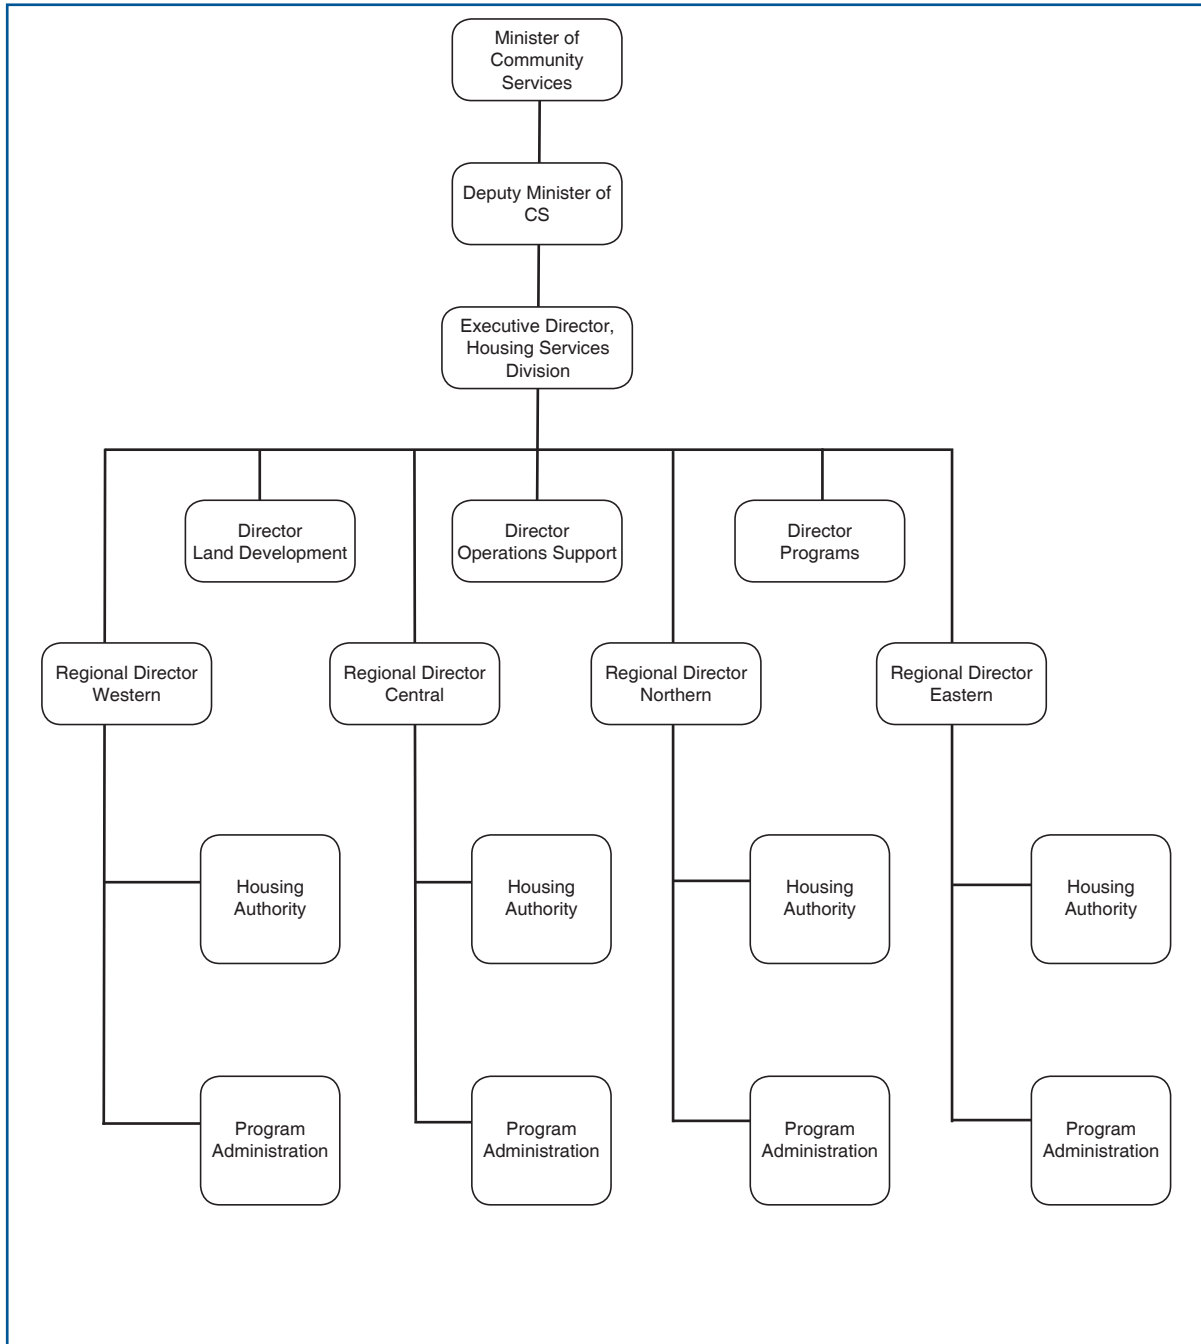 Minister of
Community
Services
Deputy Minister of
CS
Executive Director,
Housing Services
Division
Director
Land Development
Director
Operations Support
Director
Programs
Regional Director
Western
Regional Director
Central
Regional Director
Northern
Regional Director
Eastern
Housing
Authority
Housing
Authority
Housing
Authority
Housing
Authority
Program
Administration
Program
Administration
Program
Administration
Program
Administration